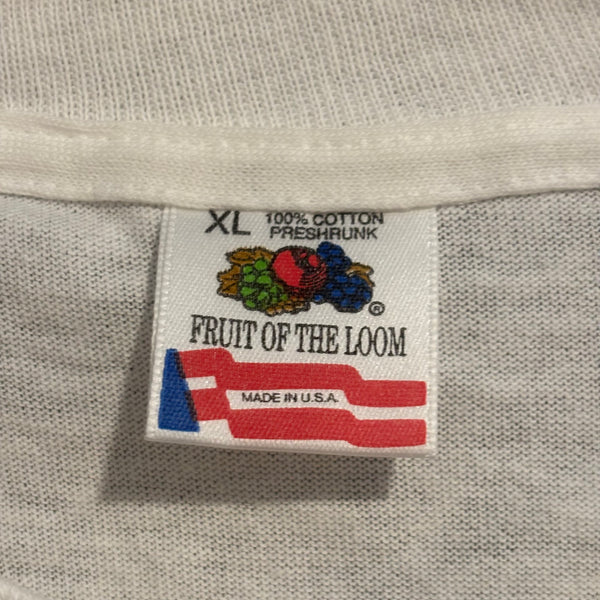 XL 100% COTTON
PRESHRUNK
®
FRUIT OF THE LOOM
MADE IN U.S.A.